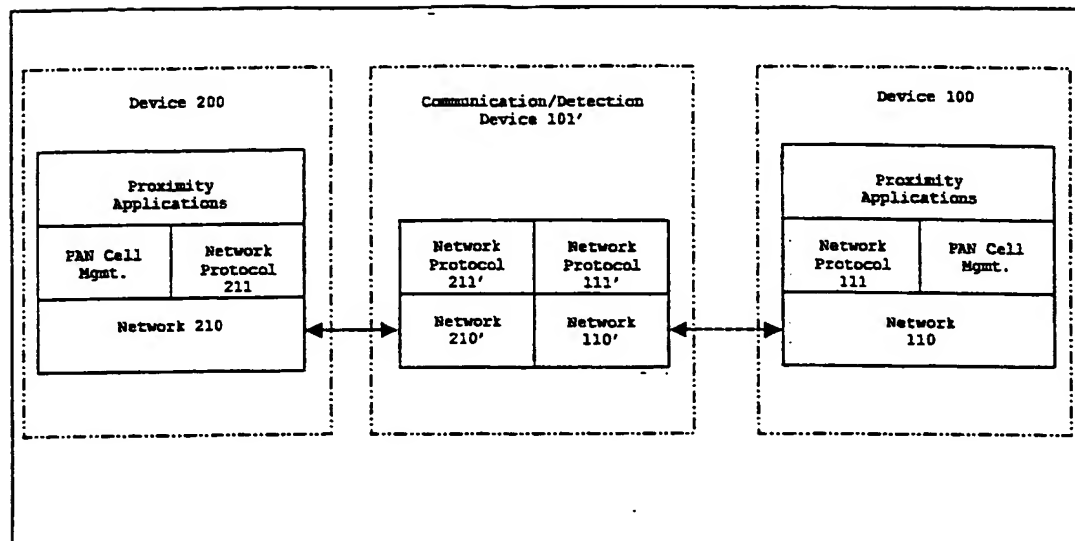 Device 200
Proximity
Applications
PAN Cell
Mgmt.
Network
Protocol
211
Network 210
Communication/Detection
Device 101'
Network
Protocol
211'
Network
Protocol
111'
Network
210'
Network
110'
Device 100
Proximity
Applications
Network
Protocol
111
PAN Cell
Mgmt.
Network
110